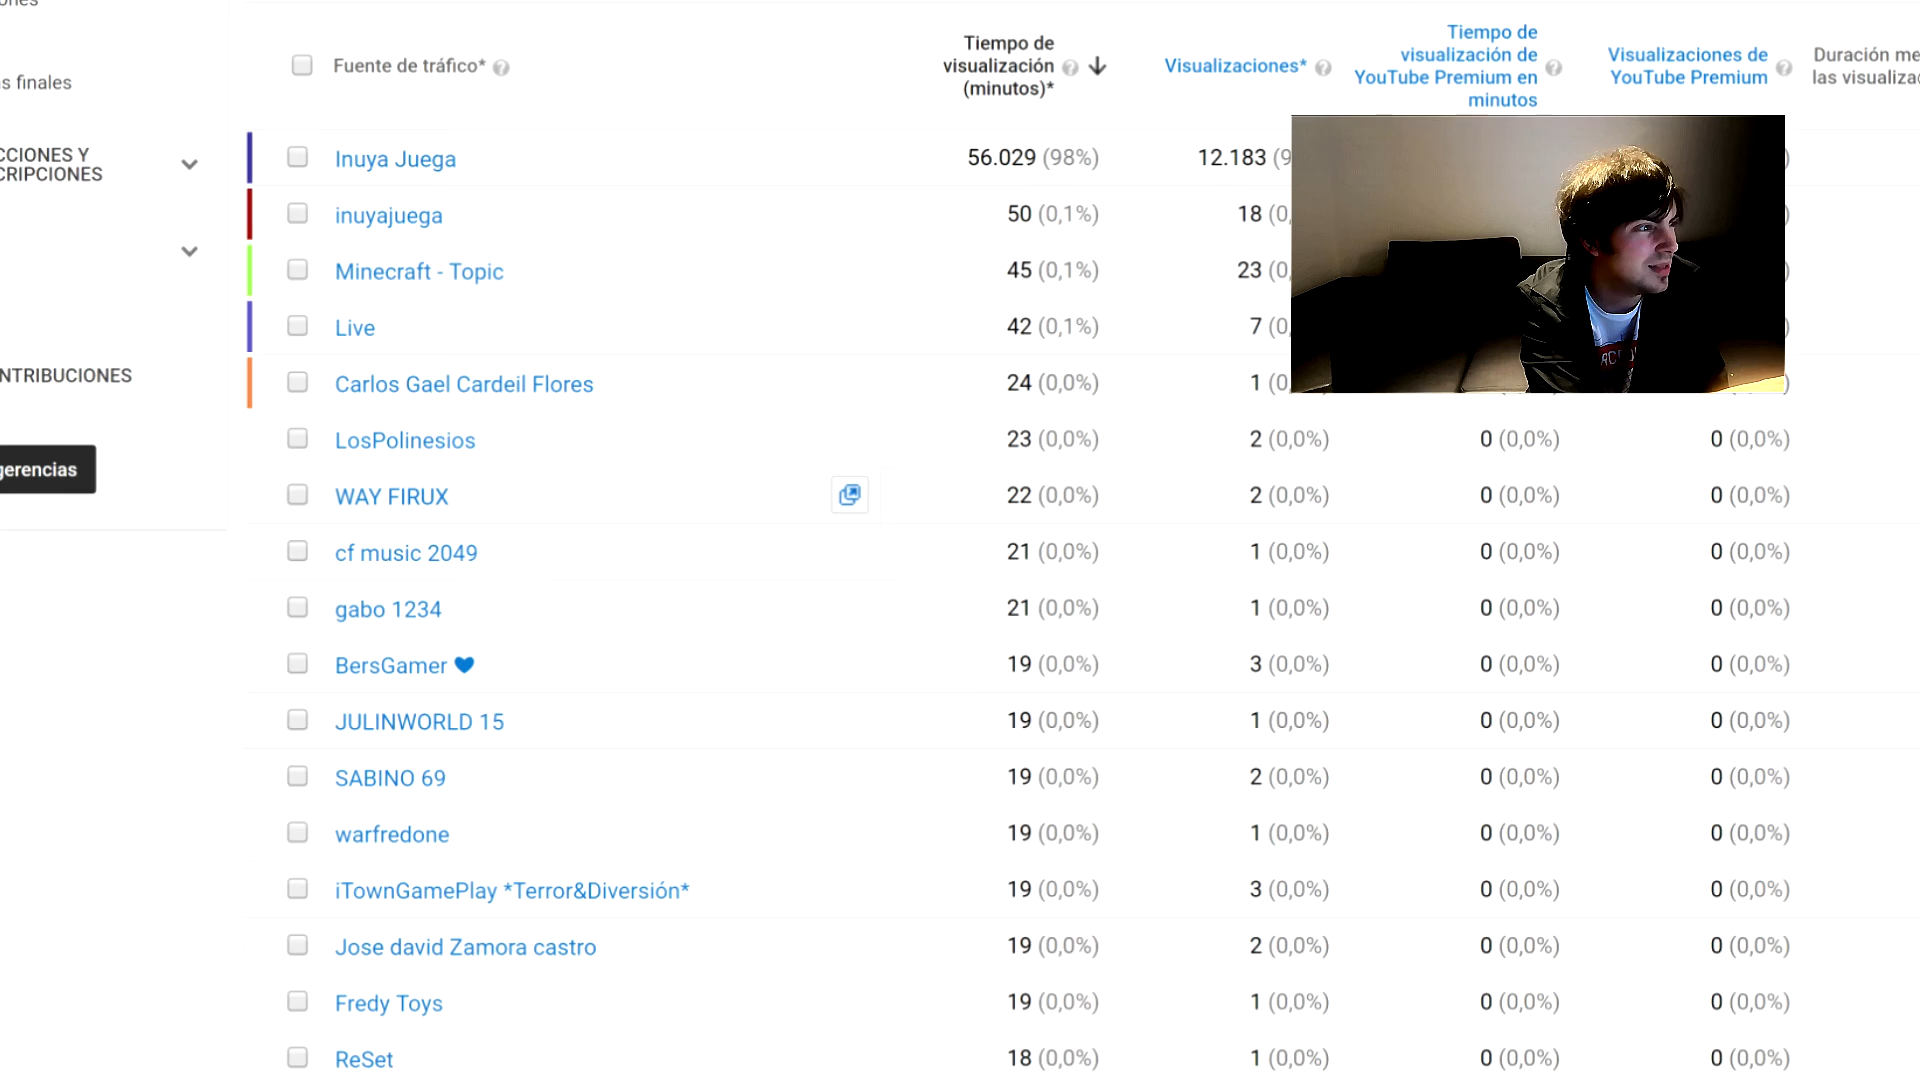 s finales
CCIONES Y
CRIPCIONES
NTRIBUCIONES
gerencias
Fuente de tráfico*
Tiempo de
visualización
(minutos)*
Visualizaciones*
Tiempo de
visualización de
YouTube Premium en
minutos
Visualizaciones de
YouTube Premium
Duración me
las visualiza
Inuya Juega 56.029 (98%) 12.183 (9
inuyajuega 50 (0,1%) 18 (0,
Minecraft - Topic 45 (0,1%) 23 (0,
Live 42 (0,1%) 7 (0,
Carlos Gael Cardeil Flores 24 (0,0%) 1 (0,
LosPolinesios 23 (0,0%) 2 (0,0%) 0 (0,0%) 0 (0,0%)
WAY FIRUX 22 (0,0%) 2 (0,0%) 0 (0,0%) 0 (0,0%)
cf music 2049 21 (0,0%) 1 (0,0%) 0 (0,0%) 0 (0,0%)
gabo 1234 21 (0,0%) 1 (0,0%) 0 (0,0%) 0 (0,0%)
BersGamer 💙 19 (0,0%) 3 (0,0%) 0 (0,0%) 0 (0,0%)
JULINWORLD 15 19 (0,0%) 1 (0,0%) 0 (0,0%) 0 (0,0%)
SABINO 69 19 (0,0%) 2 (0,0%) 0 (0,0%) 0 (0,0%)
warfredone 19 (0,0%) 1 (0,0%) 0 (0,0%) 0 (0,0%)
iTownGamePlay *Terror&Diversión* 19 (0,0%) 3 (0,0%) 0 (0,0%) 0 (0,0%)
Jose david Zamora castro 19 (0,0%) 2 (0,0%) 0 (0,0%) 0 (0,0%)
Fredy Toys 19 (0,0%) 1 (0,0%) 0 (0,0%) 0 (0,0%)
ReSet 18 (0,0%) 1 (0,0%) 0 (0,0%) 0 (0,0%)